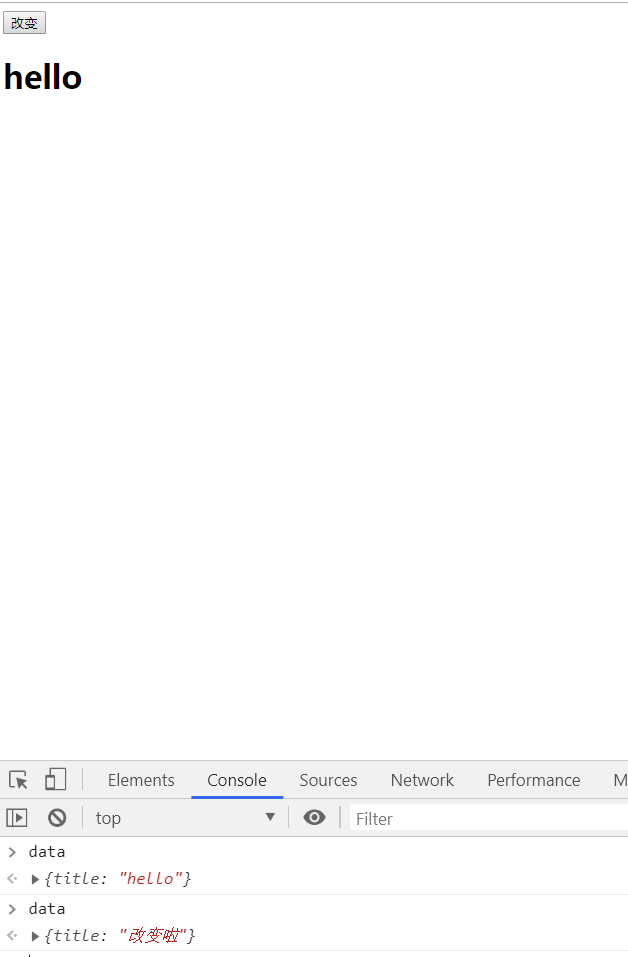 改变
hello
Elements Console Sources Network Performance M
top ▼ Filter
> data
{title: "hello"}
> data
{title: "改变啦"}